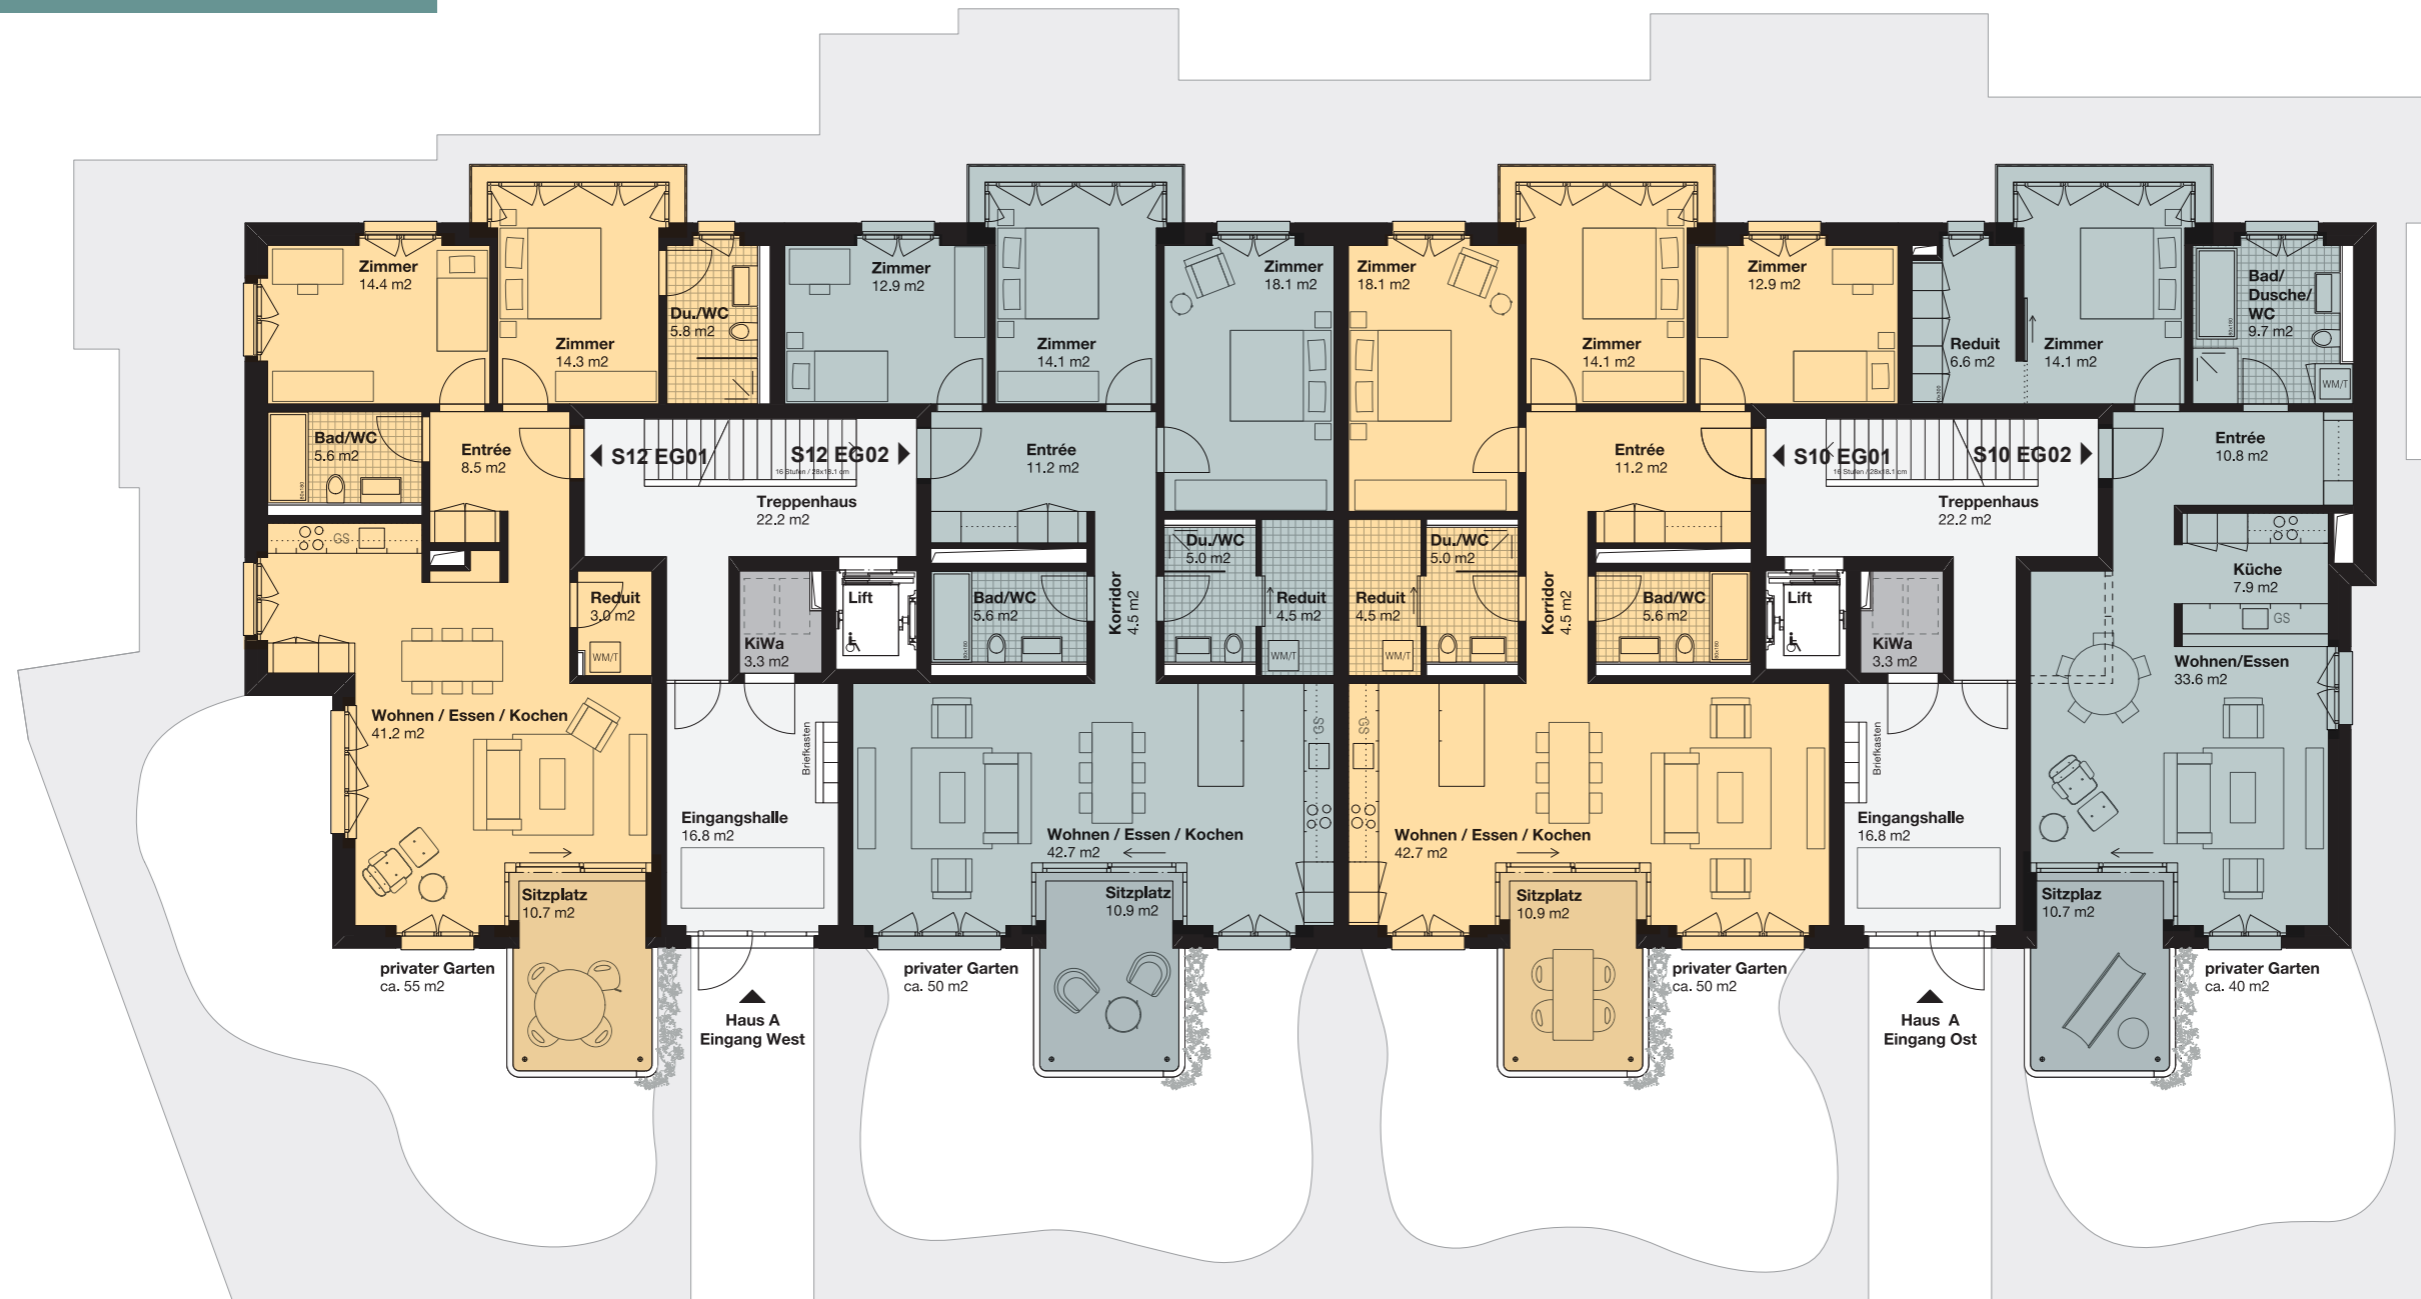 Zimmer
14.4 m2
Zimmer
14.3 m2
Du./WC
5.8 m2
Zimmer
12.9 m2
Zimmer
14.1 m2
Zimmer
18.1 m2
Zimmer
18.1 m2
Zimmer
14.1 m2
Zimmer
12.9 m2
Reduit
6.6 m2
Zimmer
14.1 m2
Bad/
Dusche/
WC
9.7 m2
WM/T
Bad/WC
5.6 m2
Entrée
8.5 m2
S12 EG01
S12 EG02
16 Stufen / 28x18.1 cm
Treppenhaus
22.2 m2
Entrée
11.2 m2
Entrée
11.2 m2
S10 EG01
S10 EG02
16 Stufen / 28x18.1 cm
Treppenhaus
22.2 m2
Entrée
10.8 m2
GS
Reduit
3.0 m2
WM/T
KiWa
3.3 m2
Lift
Bad/WC
5.6 m2
Korridor
4.5 m2
Du./WC
5.0 m2
Reduit
4.5 m2
WM/T
Reduit
4.5 m2
WM/T
Du./WC
5.0 m2
Korridor
4.5 m2
Bad/WC
5.6 m2
Lift
KiWa
3.3 m2
Küche
7.9 m2
GS
Wohnen / Essen / Kochen
41.2 m2
Briefkasten
Eingangshalle
16.8 m2
GS
Wohnen / Essen / Kochen
42.7 m2
GS
Wohnen / Essen / Kochen
42.7 m2
Briefkasten
Eingangshalle
16.8 m2
Wohnen/Essen
33.6 m2
Sitzplatz
10.7 m2
Sitzplatz
10.9 m2
Sitzplatz
10.9 m2
Sitzplaz
10.7 m2
privater Garten
ca. 55 m2
Haus A
Eingang West
privater Garten
ca. 50 m2
privater Garten
ca. 50 m2
Haus A
Eingang Ost
privater Garten
ca. 40 m2